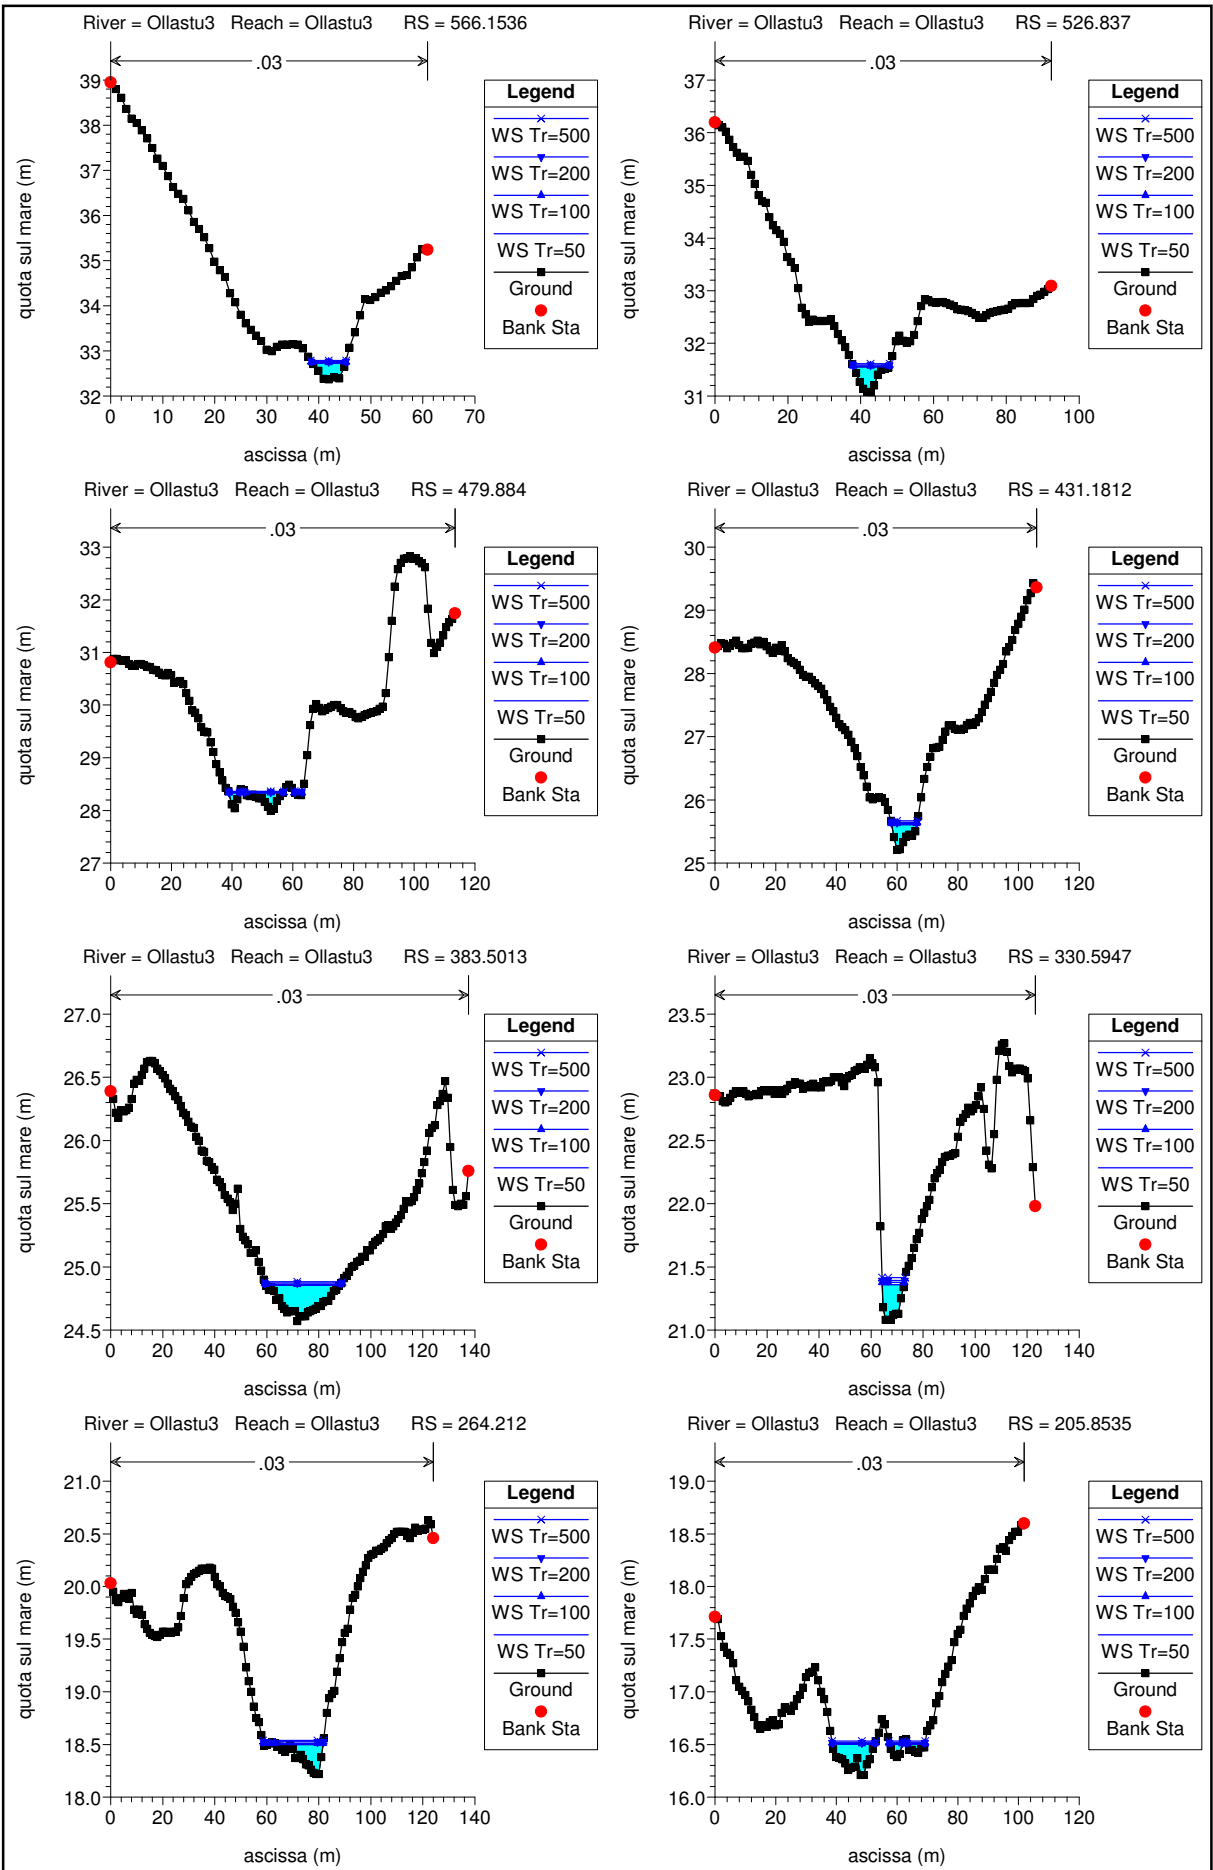 River = Ollastu3 Reach = Ollastu3 RS = 566.1536
.03
39
38
37
36
35
34
33
32
0 10 20 30 40 50 60 70
quota sul mare (m)
ascissa (m)
Legend
WS Tr=500
WS Tr=200
WS Tr=100
WS Tr=50
Ground
Bank Sta
River = Ollastu3 Reach = Ollastu3 RS = 526.837
.03
37
36
35
34
33
32
31
0 20 40 60 80 100
quota sul mare (m)
ascissa (m)
Legend
WS Tr=500
WS Tr=200
WS Tr=100
WS Tr=50
Ground
Bank Sta
River = Ollastu3 Reach = Ollastu3 RS = 479.884
.03
33
32
31
30
29
28
27
0 20 40 60 80 100 120
quota sul mare (m)
ascissa (m)
Legend
WS Tr=500
WS Tr=200
WS Tr=100
WS Tr=50
Ground
Bank Sta
River = Ollastu3 Reach = Ollastu3 RS = 431.1812
.03
30
29
28
27
26
25
0 20 40 60 80 100 120
quota sul mare (m)
ascissa (m)
Legend
WS Tr=500
WS Tr=200
WS Tr=100
WS Tr=50
Ground
Bank Sta
River = Ollastu3 Reach = Ollastu3 RS = 383.5013
.03
27.0
26.5
26.0
25.5
25.0
24.5
0 20 40 60 80 100 120 140
quota sul mare (m)
ascissa (m)
Legend
WS Tr=500
WS Tr=200
WS Tr=100
WS Tr=50
Ground
Bank Sta
River = Ollastu3 Reach = Ollastu3 RS = 330.5947
.03
23.5
23.0
22.5
22.0
21.5
21.0
0 20 40 60 80 100 120 140
quota sul mare (m)
ascissa (m)
Legend
WS Tr=500
WS Tr=200
WS Tr=100
WS Tr=50
Ground
Bank Sta
River = Ollastu3 Reach = Ollastu3 RS = 264.212
.03
21.0
20.5
20.0
19.5
19.0
18.5
18.0
0 20 40 60 80 100 120 140
quota sul mare (m)
ascissa (m)
Legend
WS Tr=500
WS Tr=200
WS Tr=100
WS Tr=50
Ground
Bank Sta
River = Ollastu3 Reach = Ollastu3 RS = 205.8535
.03
19.0
18.5
18.0
17.5
17.0
16.5
16.0
0 20 40 60 80 100 120
quota sul mare (m)
ascissa (m)
Legend
WS Tr=500
WS Tr=200
WS Tr=100
WS Tr=50
Ground
Bank Sta